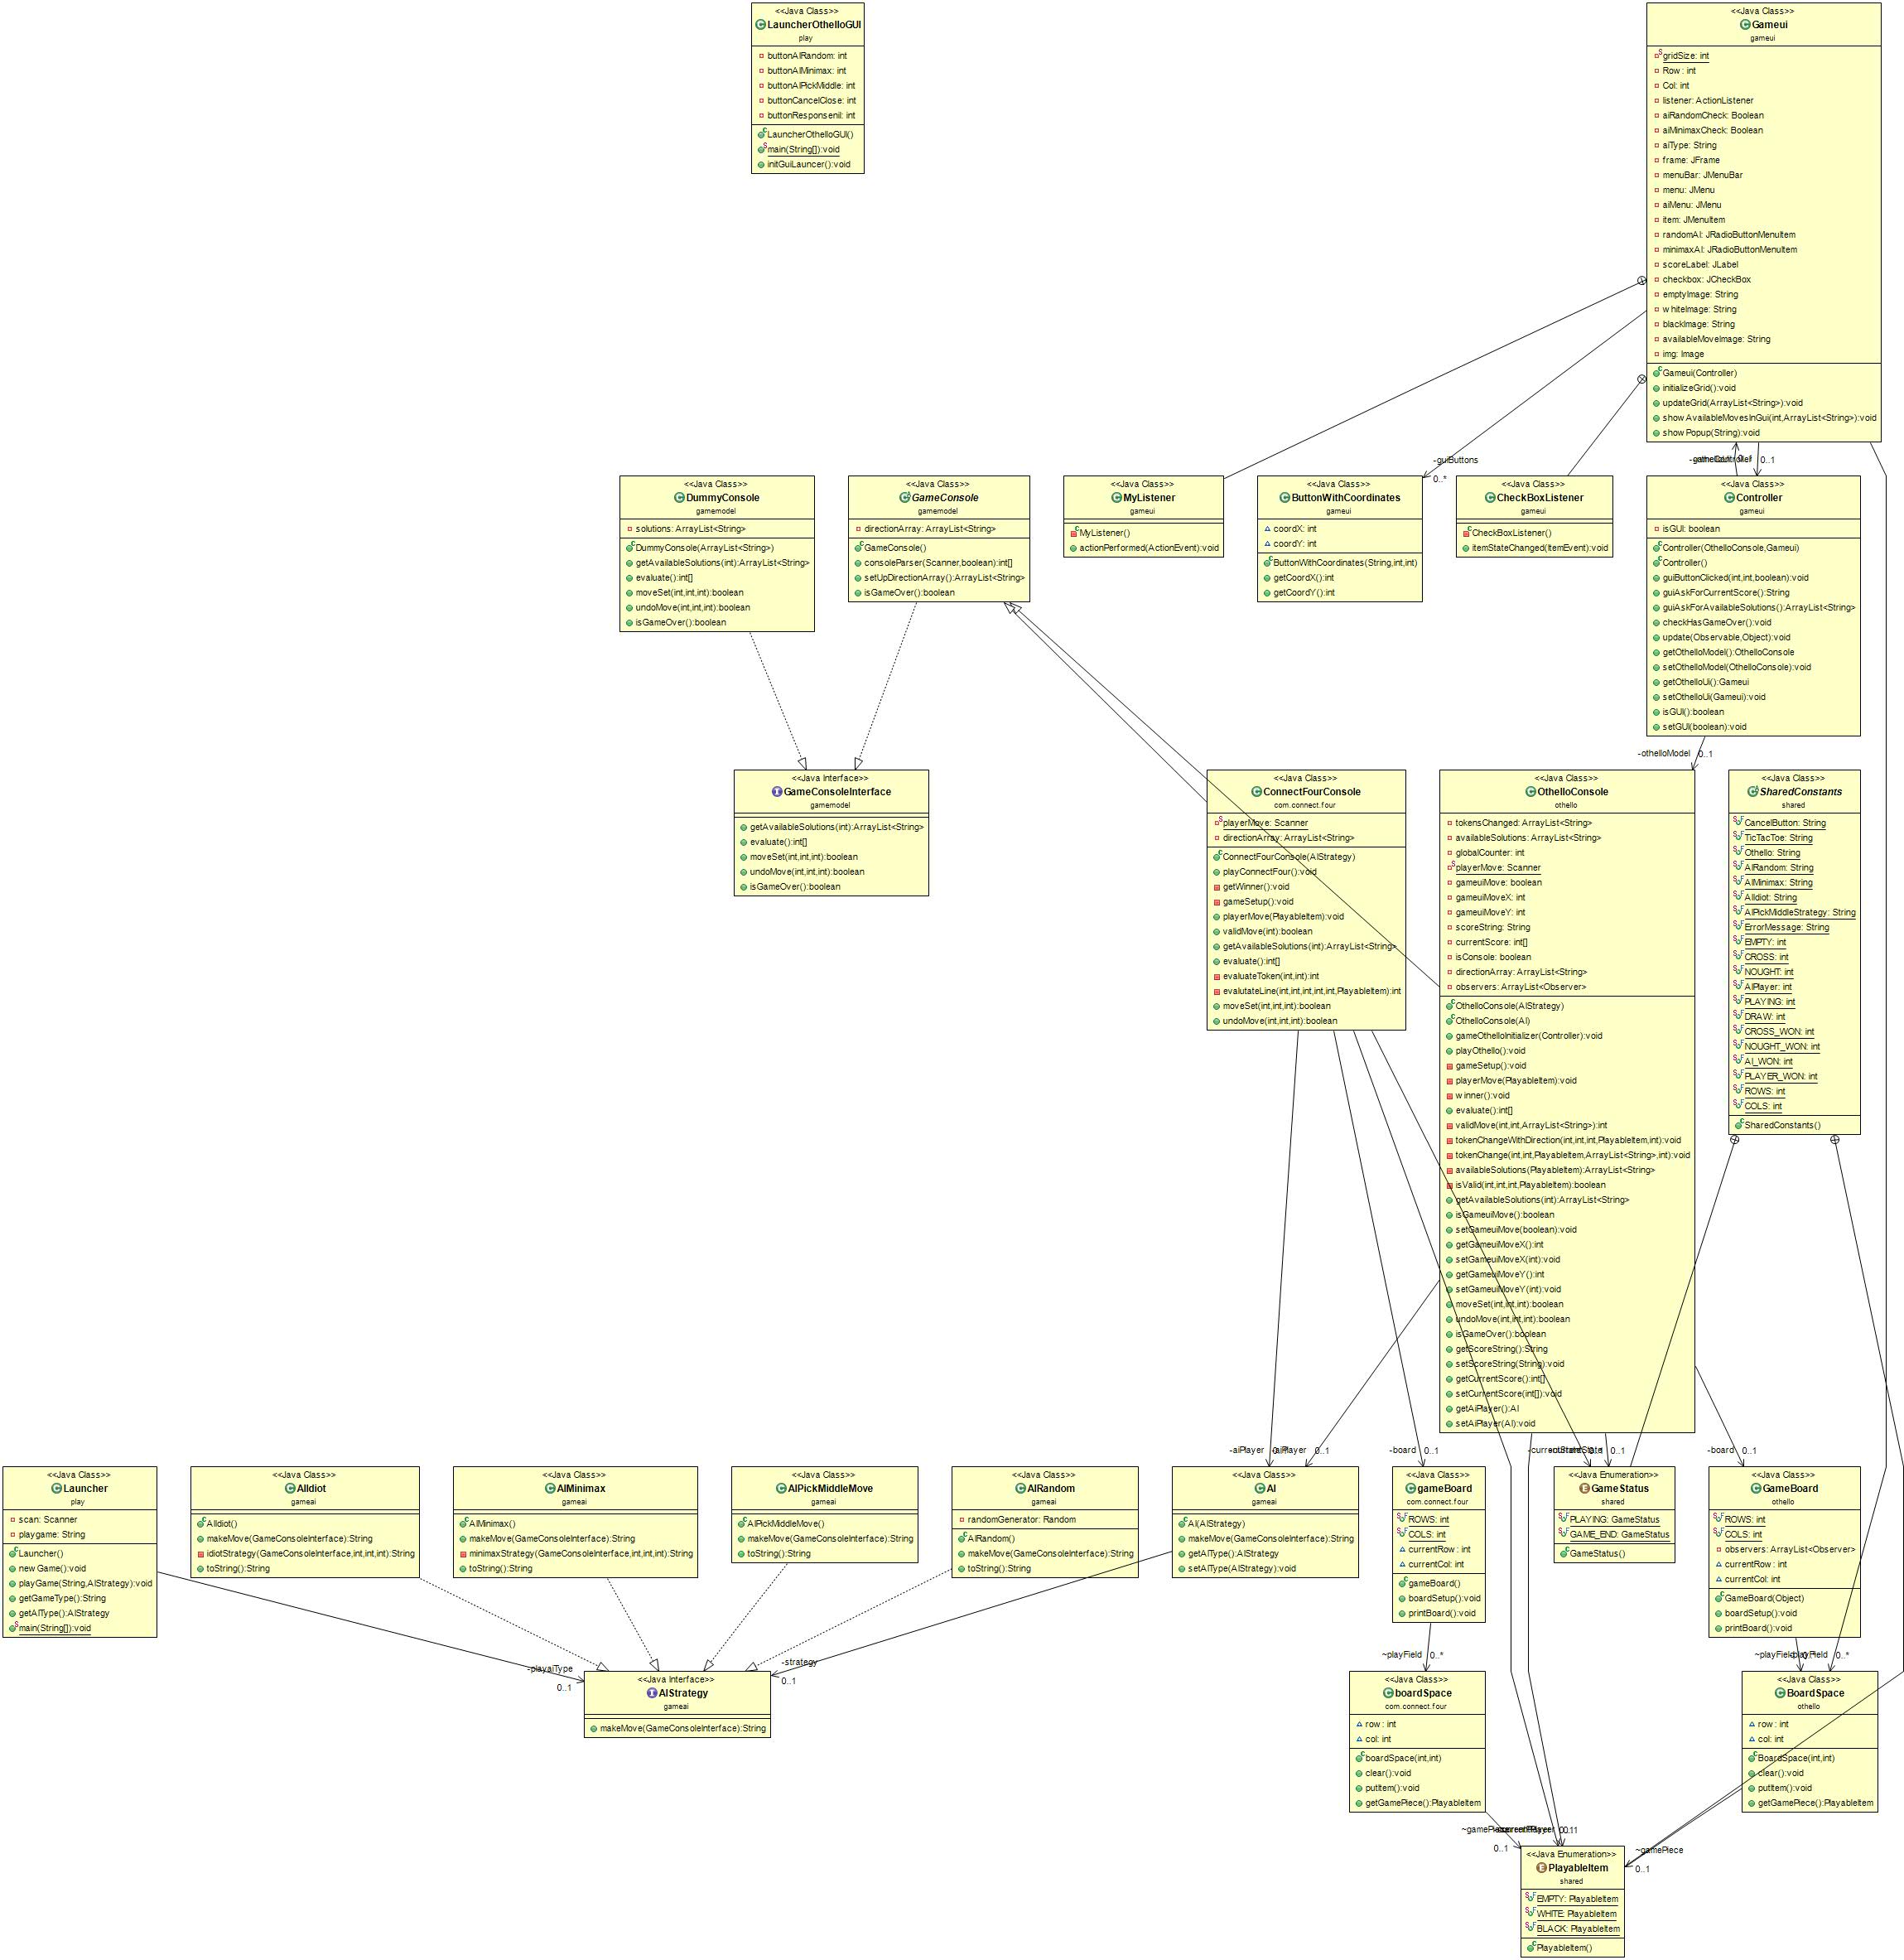 <<Java Class>>
LauncherOthelloGUI
play
buttonAIRandom: int
buttonAIMinimax: int
buttonAIPickMiddle: int
buttonCancelClose: int
buttonResponsenil: int
LauncherOthelloGUI()
main(String[]):void
initGuiLauncer():void
<<Java Class>>
Gameui
gameui
gridSize: int
Row: int
Col: int
listener: ActionListener
aiRandomCheck: Boolean
aiMinimaxCheck: Boolean
aiType: String
frame: JFrame
menuBar: JMenuBar
menu: JMenu
aiMenu: JMenu
item: JMenuItem
randomAI: JRadioButtonMenuItem
minimaxAI: JRadioButtonMenuItem
scoreLabel: JLabel
checkbox: JCheckBox
emptyImage: String
whiteImage: String
blackImage: String
availableMoveImage: String
img: Image
Gameui(Controller)
initializeGrid():void
updateGrid(ArrayList<String>):void
showAvailableMovesInGui(int,ArrayList<String>):void
showPopup(String):void
-guiButtons
0..*
0..1
<<Java Class>>
DummyConsole
gamemodel
solutions: ArrayList<String>
DummyConsole(ArrayList<String>)
getAvailableSolutions(int):ArrayList<String>
evaluate():int[]
moveSet(int,int,int):boolean
undoMove(int,int,int):boolean
isGameOver():boolean
<<Java Class>>
GameConsole
gamemodel
directionArray: ArrayList<String>
GameConsole()
consoleParser(Scanner,boolean):int[]
setUpDirectionArray():ArrayList<String>
isGameOver():boolean
<<Java Class>>
MyListener
gameui
MyListener()
actionPerformed(ActionEvent):void
<<Java Class>>
ButtonWithCoordinates
gameui
coordX: int
coordY: int
ButtonWithCoordinates(String,int,int)
getCoordX():int
getCoordY():int
<<Java Class>>
CheckBoxListener
gameui
CheckBoxListener()
itemStateChanged(ItemEvent):void
<<Java Class>>
Controller
gameui
isGUI: boolean
Controller(OthelloConsole,Gameui)
Controller()
guiButtonClicked(int,int,boolean):void
guiAskForCurrentScore():String
guiAskForAvailableSolutions():ArrayList<String>
checkHasGameOver():void
update(Observable,Object):void
getOthelloModel():OthelloConsole
setOthelloModel(OthelloConsole):void
getOthelloUi():Gameui
setOthelloUi(Gameui):void
isGUI():boolean
setGUI(boolean):void
-othelloModel
0..1
<<Java Interface>>
GameConsoleInterface
gamemodel
getAvailableSolutions(int):ArrayList<String>
evaluate():int[]
moveSet(int,int,int):boolean
undoMove(int,int,int):boolean
isGameOver():boolean
<<Java Class>>
ConnectFourConsole
com.connect.four
playerMove: Scanner
directionArray: ArrayList<String>
ConnectFourConsole(AIStrategy)
playConnectFour():void
getWinner():void
gameSetup():void
playerMove(PlayableItem):void
validMove(int):boolean
getAvailableSolutions(int):ArrayList<String>
evaluate():int[]
evaluateToken(int,int):int
evalutateLine(int,int,int,int,int,PlayableItem):int
moveSet(int,int,int):boolean
undoMove(int,int,int):boolean
<<Java Class>>
OthelloConsole
othello
tokensChanged: ArrayList<String>
availableSolutions: ArrayList<String>
globalCounter: int
playerMove: Scanner
gameuiMove: boolean
gameuiMoveX: int
gameuiMoveY: int
scoreString: String
currentScore: int[]
isConsole: boolean
directionArray: ArrayList<String>
observers: ArrayList<Observer>
OthelloConsole(AIStrategy)
OthelloConsole(AI)
gameOthelloInitializer(Controller):void
playOthello():void
gameSetup():void
playerMove(PlayableItem):void
winner():void
evaluate():int[]
validMove(int,int,ArrayList<String>):int
tokenChangeWithDirection(int,int,int,PlayableItem,int):void
tokenChange(int,int,PlayableItem,ArrayList<String>,int):void
availableSolutions(PlayableItem):ArrayList<String>
isValid(int,int,int,PlayableItem):boolean
getAvailableSolutions(int):ArrayList<String>
isGameuiMove():boolean
setGameuiMove(boolean):void
getGameuiMoveX():int
setGameuiMoveX(int):void
getGameuiMoveY():int
setGameuiMoveY(int):void
moveSet(int,int,int):boolean
undoMove(int,int,int):boolean
isGameOver():boolean
getScoreString():String
setScoreString(String):void
getCurrentScore():int[]
setCurrentScore(int[]):void
getAiPlayer():AI
setAiPlayer(AI):void
<<Java Class>>
SharedConstants
shared
CancelButton: String
TicTacToe: String
Othello: String
AIRandom: String
AIMinimax: String
AIIdiot: String
AIPickMiddleStrategy: String
ErrorMessage: String
EMPTY: int
CROSS: int
NOUGHT: int
AIPlayer: int
PLAYING: int
DRAW: int
CROSS_WON: int
NOUGHT_WON: int
AI_WON: int
PLAYER_WON: int
ROWS: int
COLS: int
SharedConstants()
-aiPlayer
0..1
-board
0..1
0..1
-board
0..1
<<Java Class>>
Launcher
play
scan: Scanner
playgame: String
Launcher()
newGame():void
playGame(String,AIStrategy):void
getGameType():String
getAIType():AIStrategy
main(String[]):void
<<Java Class>>
AIIdiot
gameai
AIIdiot()
makeMove(GameConsoleInterface):String
idiotStrategy(GameConsoleInterface,int,int,int):String
toString():String
<<Java Class>>
AIMinimax
gameai
AIMinimax()
makeMove(GameConsoleInterface):String
minimaxStrategy(GameConsoleInterface,int,int,int):String
toString():String
<<Java Class>>
AIPickMiddleMove
gameai
AIPickMiddleMove()
makeMove(GameConsoleInterface):String
toString():String
<<Java Class>>
AIRandom
gameai
randomGenerator: Random
AIRandom()
makeMove(GameConsoleInterface):String
toString():String
<<Java Class>>
AI
gameai
AI(AIStrategy)
makeMove(GameConsoleInterface):String
getAIType():AIStrategy
setAIType(AIStrategy):void
<<Java Class>>
gameBoard
com.connect.four
ROWS: int
COLS: int
currentRow: int
currentCol: int
gameBoard()
boardSetup():void
printBoard():void
<<Java Enumeration>>
GameStatus
shared
PLAYING: GameStatus
GAME_END: GameStatus
GameStatus()
<<Java Class>>
GameBoard
othello
ROWS: int
COLS: int
observers: ArrayList<Observer>
currentRow: int
currentCol: int
GameBoard(Object)
boardSetup():void
printBoard():void
-playaiType
0..1
-strategy
0..1
~playField
0..*
~playField
0..*
<<Java Interface>>
AIStrategy
gameai
makeMove(GameConsoleInterface):String
<<Java Class>>
boardSpace
com.connect.four
row: int
col: int
boardSpace(int,int)
clear():void
putItem():void
getGamePiece():PlayableItem
<<Java Class>>
BoardSpace
othello
row: int
col: int
BoardSpace(int,int)
clear():void
putItem():void
getGamePiece():PlayableItem
0..1
~gamePiece
0..1
<<Java Enumeration>>
PlayableItem
shared
EMPTY: PlayableItem
WHITE: PlayableItem
BLACK: PlayableItem
PlayableItem()